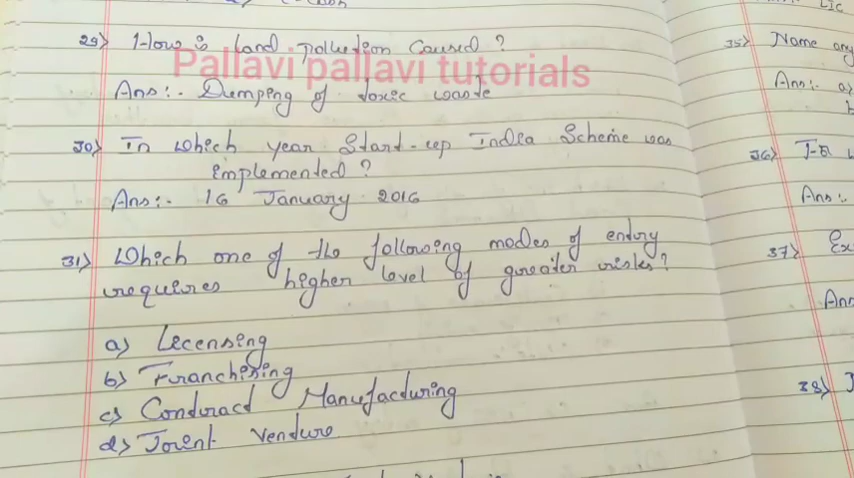 29) How is land pollution caused?
Pallavi pallavi tutorials
Ans:- Dumping of toxic waste
30) In which year Start-up India Scheme was
implemented?
Ans:- 16 January 2016
31) Which one of the following modes of entry
requires higher level of greater risks?
a) Licensing
b) Franchising
c) Contract Manufacturing
d) Joint Venture
LIC
35) Name any
Ans:- a)
36)
Ans:-
37) Ex
Ans
38)